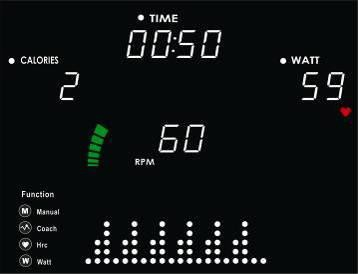 TIME
00:50
CALORIES
WATT
2
59
60
RPM
Function
M Manual
Coach
Hrc
W Watt